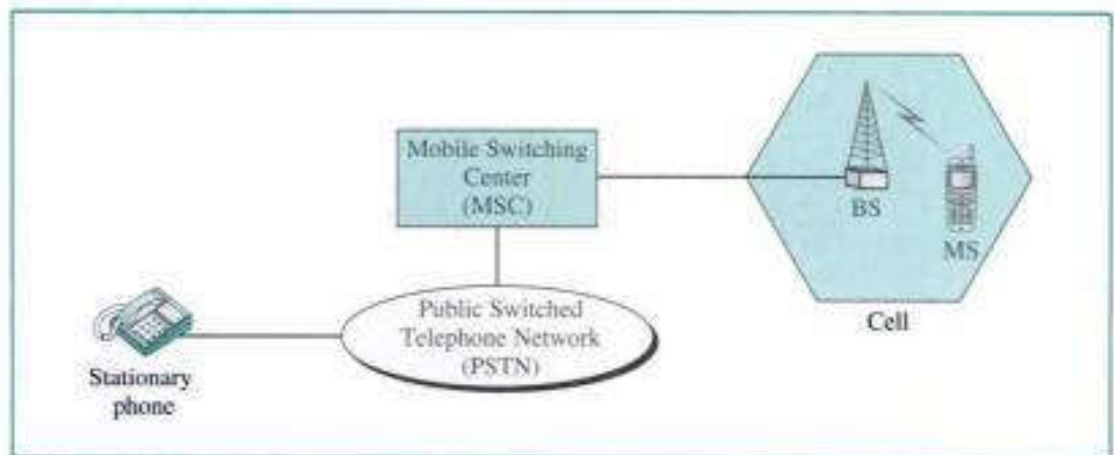 Mobile Switching
Center
(MSC)
BS
MS
Cell
Public Switched
Telephone Network
(PSTN)
Stationary
phone